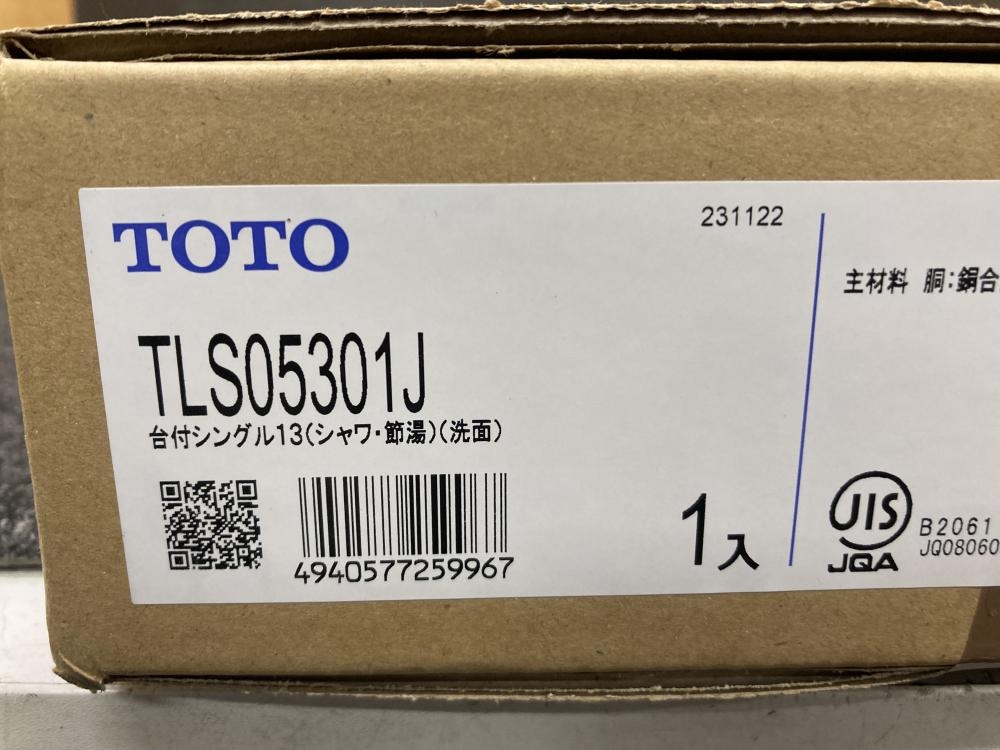 TOTO
231122
TLS05301J
台付シングル13(シャワ・節湯)(洗面)
4940577259967
1入
主材料 胴:銅合
JIS
B2061
JQA
JQ08060